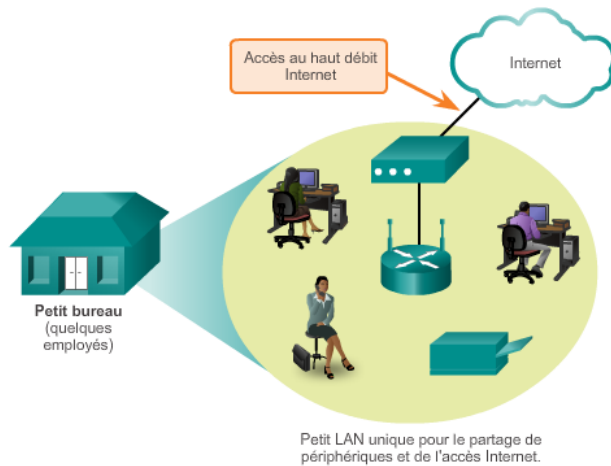 Accès au haut débit
Internet
Internet
Petit bureau
(quelques
employés)
Petit LAN unique pour le partage de
périphériques et de l'accès Internet.